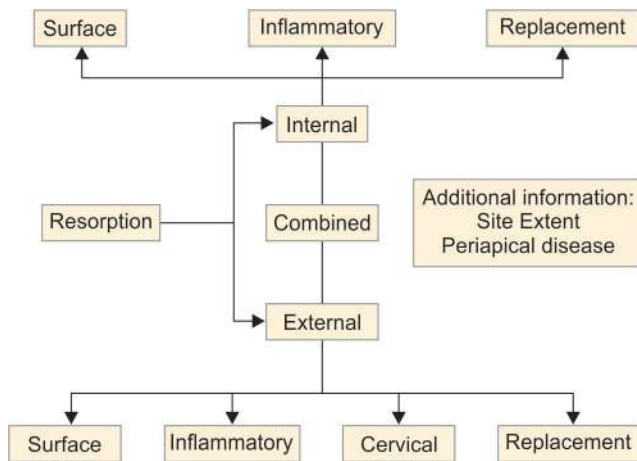 Surface
Inflammatory
Replacement
Internal
Resorption
Combined
Additional information:
Site Extent
Periapical disease
External
Surface
Inflammatory
Cervical
Replacement